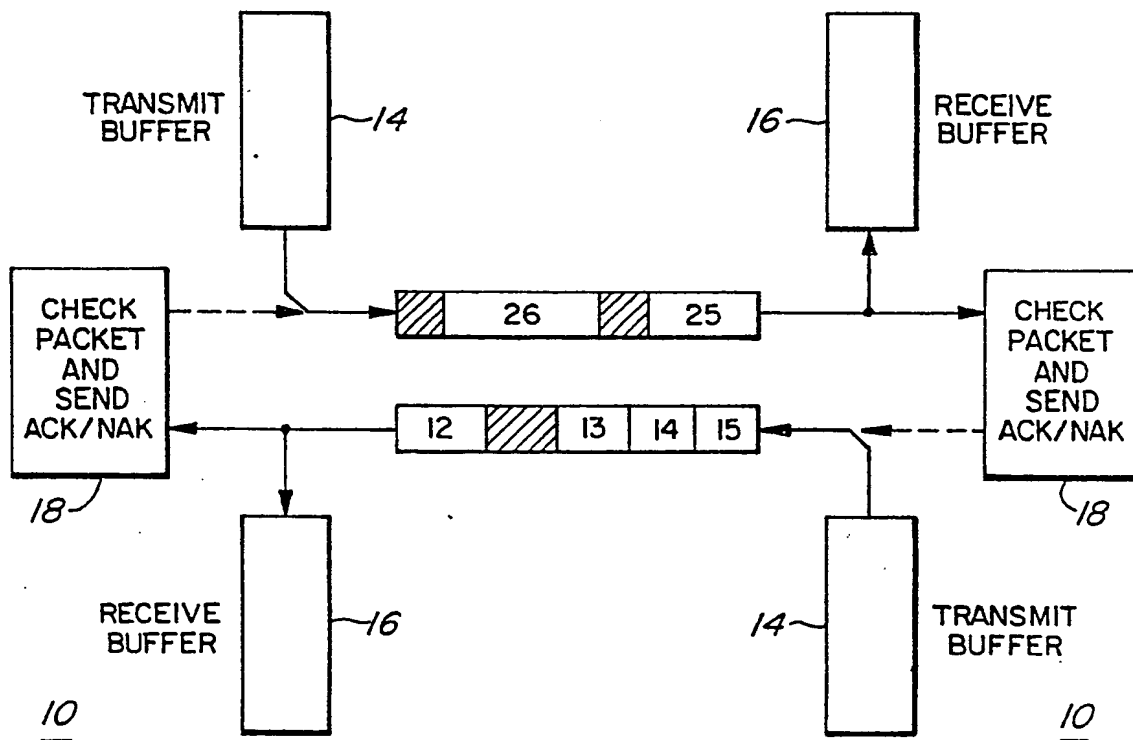 TRANSMIT
BUFFER
14
16
RECEIVE
BUFFER
CHECK
PACKET
AND
SEND
ACK/NAK
18
26
25
12
13
14
15
CHECK
PACKET
AND
SEND
ACK/NAK
18
RECEIVE
BUFFER
16
14
TRANSMIT
BUFFER
10
10